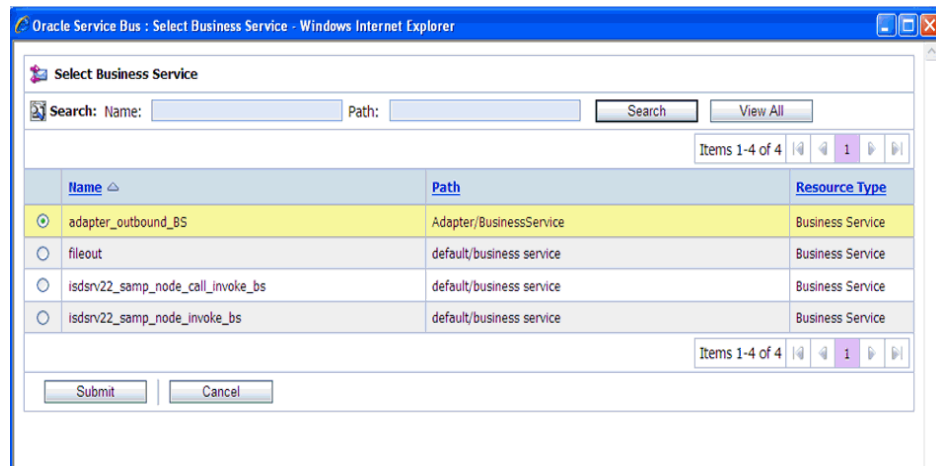 Oracle Service Bus : Select Business Service - Windows Internet Explorer
Select Business Service
Search: Name: Path: Search View All
Items 1-4 of 4 1
Name Path Resource Type
adapter_outbound_BS Adapter/BusinessService Business Service
fileout default/business service Business Service
isdsrv22_samp_node_call_invoke_bs default/business service Business Service
isdsrv22_samp_node_invoke_bs default/business service Business Service
Items 1-4 of 4 1
Submit Cancel